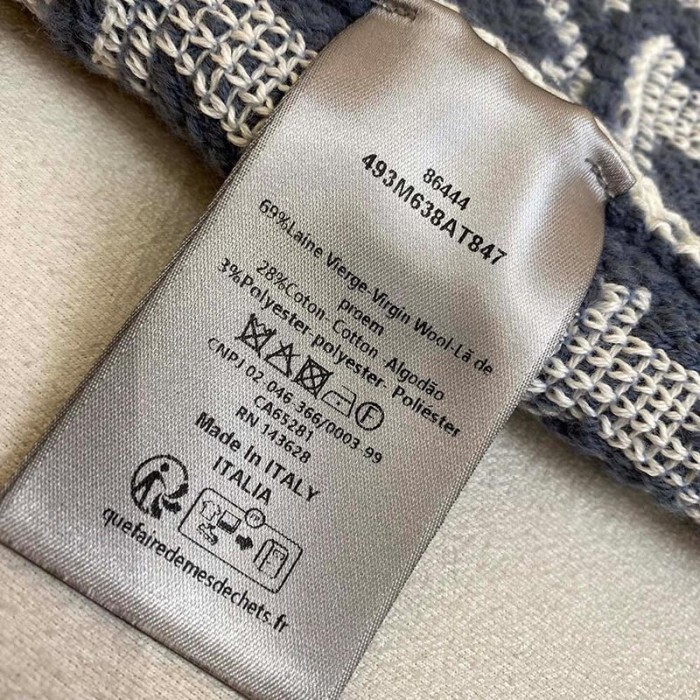 86444
493M638AT847
69%Laine Vierge-Virgin Wool-Lã de
proem
28%Coton- Cotton Algodão
3%Polyester-polyester- Poliéster
CNPJ 02 046 366/0003-99
CA65281
RN 143628
Made In ITALY
ITALIA
quefairedemesdechets.fr